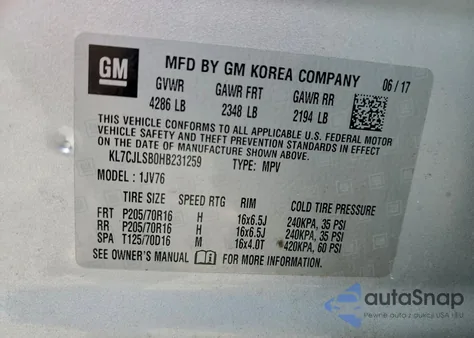 GM
MFD BY GM KOREA COMPANY 06/17
GVWR GAWR FRT GAWR RR
4286 LB 2348 LB 2194 LB
THIS VEHICLE CONFORMS TO ALL APPLICABLE U.S. FEDERAL MOTOR
VEHICLE SAFETY AND THEFT PREVENTION STANDARDS IN EFFECT
ON THE DATE OF MANUFACTURE SHOWN ABOVE.
KL7CJLSB0HB231259 TYPE: MPV
MODEL: 1JV76
TIRE SIZE SPEED RTG RIM COLD TIRE PRESSURE
FRT P205/70R16 H 16x6.5J 240KPA, 35 PSI
RR P205/70R16 H 16x6.5J 240KPA, 35 PSI
SPA T125/70D16 M 16x4.0T 420KPA, 60 PSI
SEE OWNER'S MANUAL FOR MORE INFORMATION.
autoSnap